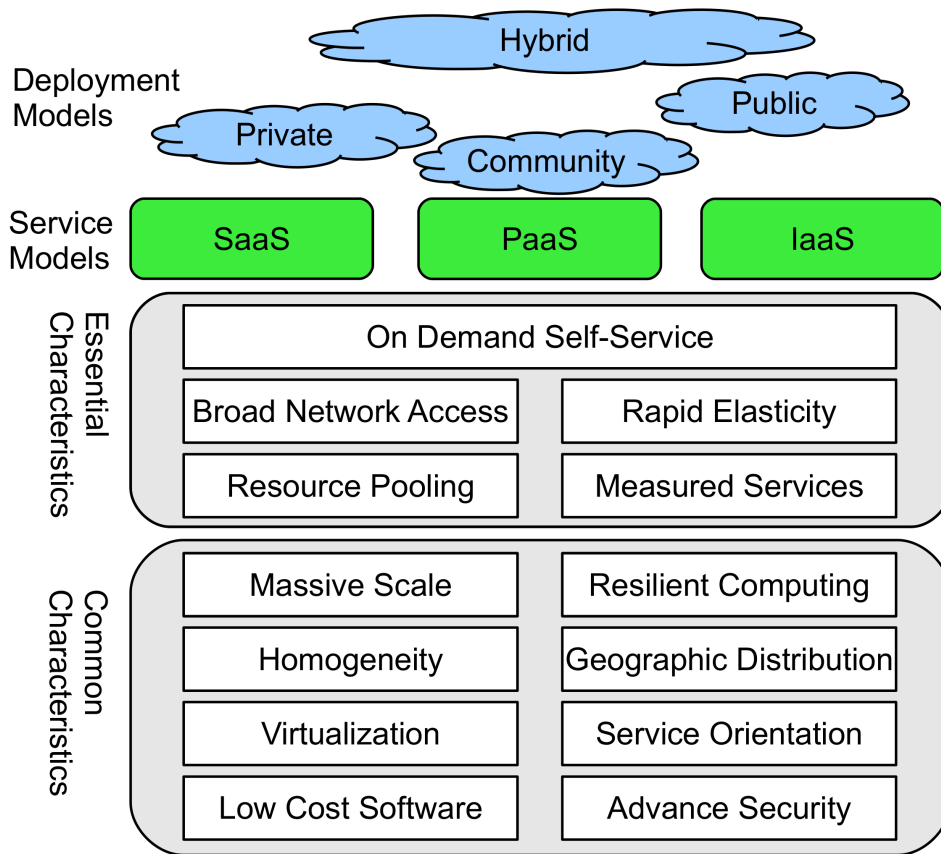 Hybrid
Deployment
Models
Public
Private
Community
Service
Models
SaaS
PaaS
IaaS
Essential
Characteristics
On Demand Self-Service
Broad Network Access
Rapid Elasticity
Resource Pooling
Measured Services
Common
Characteristics
Massive Scale
Resilient Computing
Homogeneity
Geographic Distribution
Virtualization
Service Orientation
Low Cost Software
Advance Security